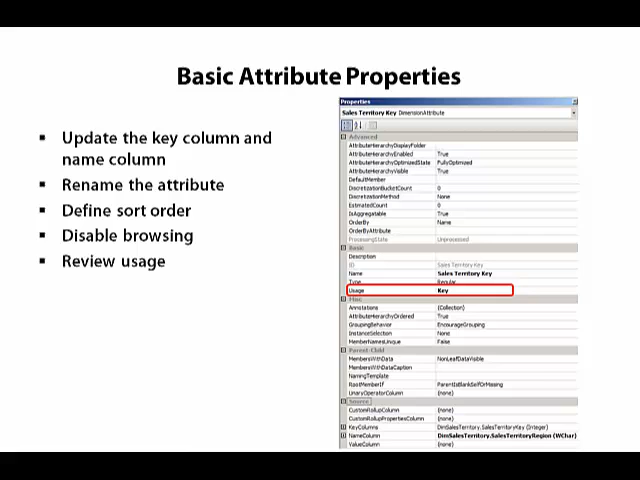 Basic Attribute Properties
▪ Update the key column and
name column
▪ Rename the attribute
▪ Define sort order
▪ Disable browsing
▪ Review usage
Properties
Sales Territory Key DimensionAttribute
Advanced
AttributeHierarchyDisplayFolder
AttributeHierarchyEnabled True
AttributeHierarchyOptimizedState FullyOptimized
AttributeHierarchyVisible True
DefaultMember
DiscretizationBucketCount 0
DiscretizationMethod None
EstimatedCount 0
IsAggregatable True
OrderBy Name
OrderByAttribute
ProcessingState Unprocessed
Basic
Description
ID Sales Territory Key
Name Sales Territory Key
Type Regular
Usage Key
Misc
Annotations (Collection)
AttributeHierarchyOrdered True
GroupingBehavior EncourageGrouping
InstanceSelection None
MemberNamesUnique False
Parent-Child
MembersWithData NonLeafDataVisible
MembersWithDataCaption
NamingTemplate
RootMemberIf ParentIsBlankSelfOrMissing
UnaryOperatorColumn (none)
Source
CustomRollupColumn (none)
CustomRollupPropertiesColumn (none)
KeyColumns DimSalesTerritory.SalesTerritoryKey (Integer)
NameColumn DimSalesTerritory.SalesTerritoryRegion (WChar)
ValueColumn (none)